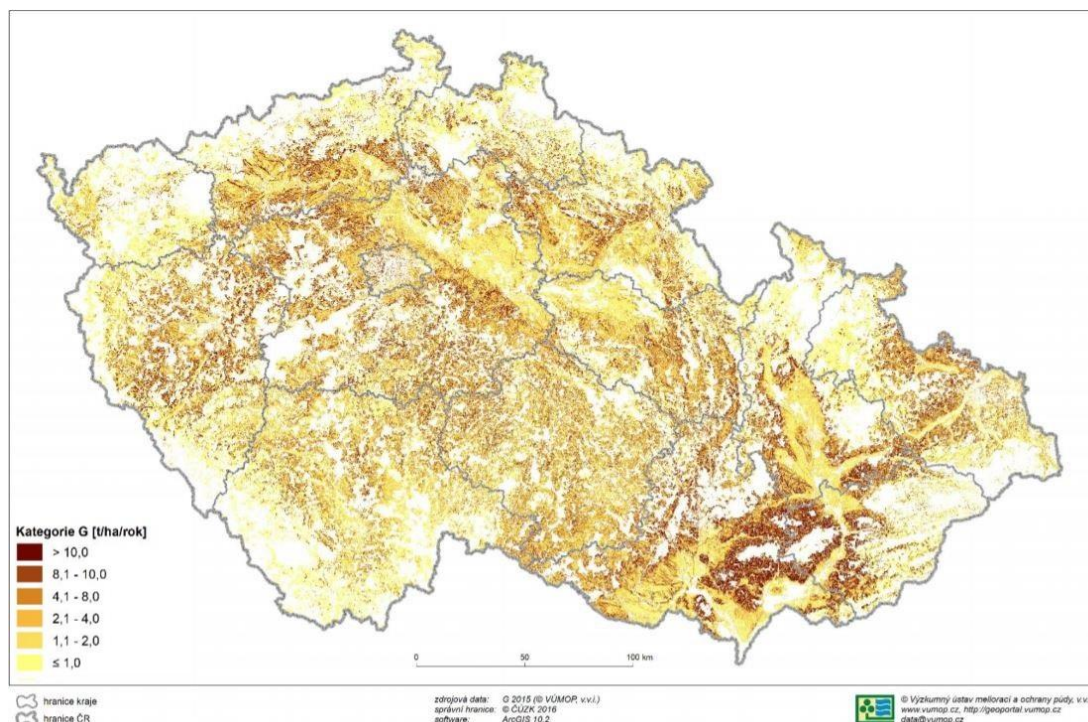 Kategorie G [t/ha/rok]
> 10,0
8,1 - 10,0
4,1 - 8,0
2,1 - 4,0
1,1 - 2,0
≤ 1,0
0 50 100 km
hranice kraje
hranice ČR
zdrojová data: G 2015 (© VÚMOP, v.v.i.)
správní hranice: © ČÚZK 2016
software: ArcGIS 10.2
© Výzkumný ústav meliorací a ochrany půdy, v.v.
www.vumop.cz, http://geoportal.vumop.cz
data@vumop.cz